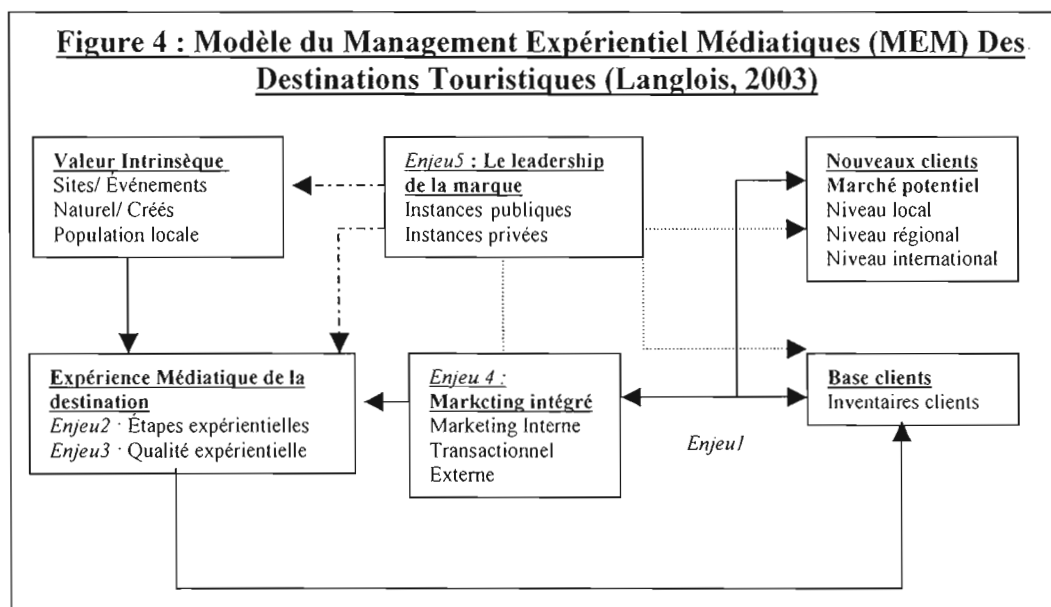 Figure 4 : Modèle du Management Expérientiel Médiatiques (MEM) Des
Destinations Touristiques (Langlois, 2003)
Valeur Intrinsèque
Sites/ Événements
Naturel/ Créés
Population locale
Enjeu5 : Le leadership
de la marque
Instances publiques
Instances privées
Nouveaux clients
Marché potentiel
Niveau local
Niveau régional
Niveau international
Expérience Médiatique de la
destination
Enjeu2 · Étapes expérientielles
Enjeu3 · Qualité expérientielle
Enjeu 4 :
Marketing intégré
Marketing Interne
Transactionnel
Externe
Enjeu1
Base clients
Inventaires clients